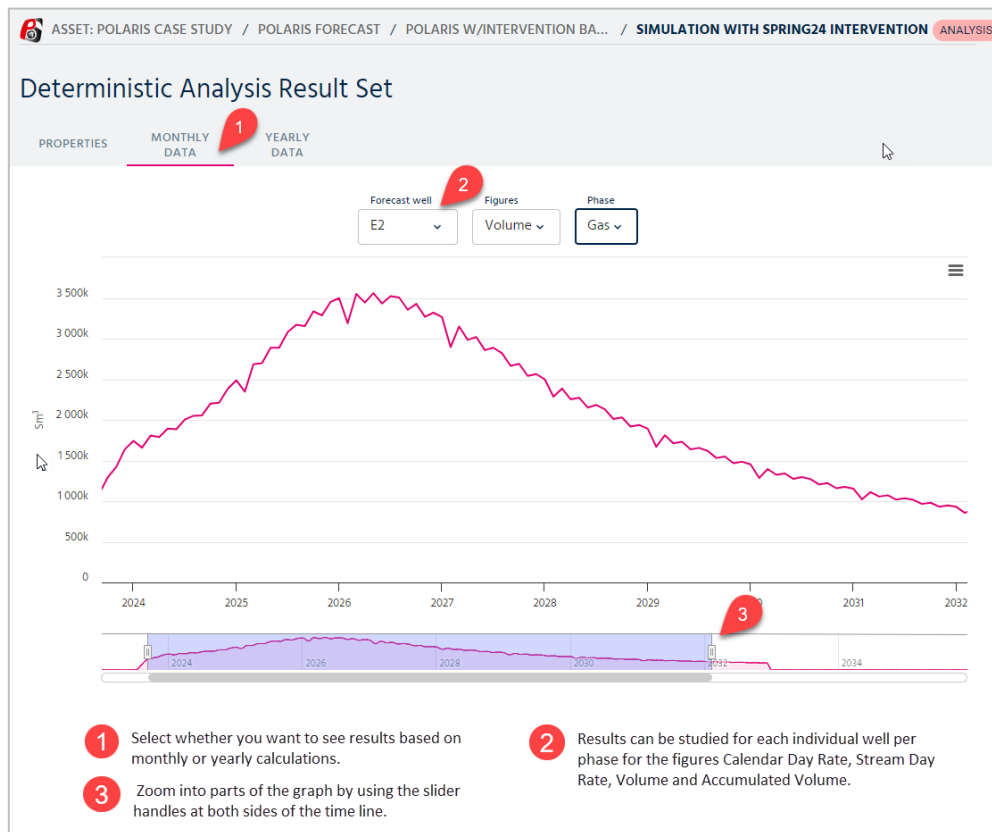 ASSET: POLARIS CASE STUDY / POLARIS FORECAST / POLARIS W/INTERVENTION BA... / SIMULATION WITH SPRING24 INTERVENTION ANALYSIS
Deterministic Analysis Result Set
PROPERTIES
MONTHLY
DATA
1
YEARLY
DATA
2
Forecast well
Figures
Phase
E2
Volume
Gas
3 500k
3 000k
2 500k
2 000k
1 500k
1 000k
500k
0
Sm³
2024 2025 2026 2027 2028 2029 2031 2032
3
2024 2026 2028 2030 2032 2034
1 Select whether you want to see results based on
monthly or yearly calculations.
3 Zoom into parts of the graph by using the slider
handles at both sides of the time line.
2 Results can be studied for each individual well per
phase for the figures Calendar Day Rate, Stream Day
Rate, Volume and Accumulated Volume.